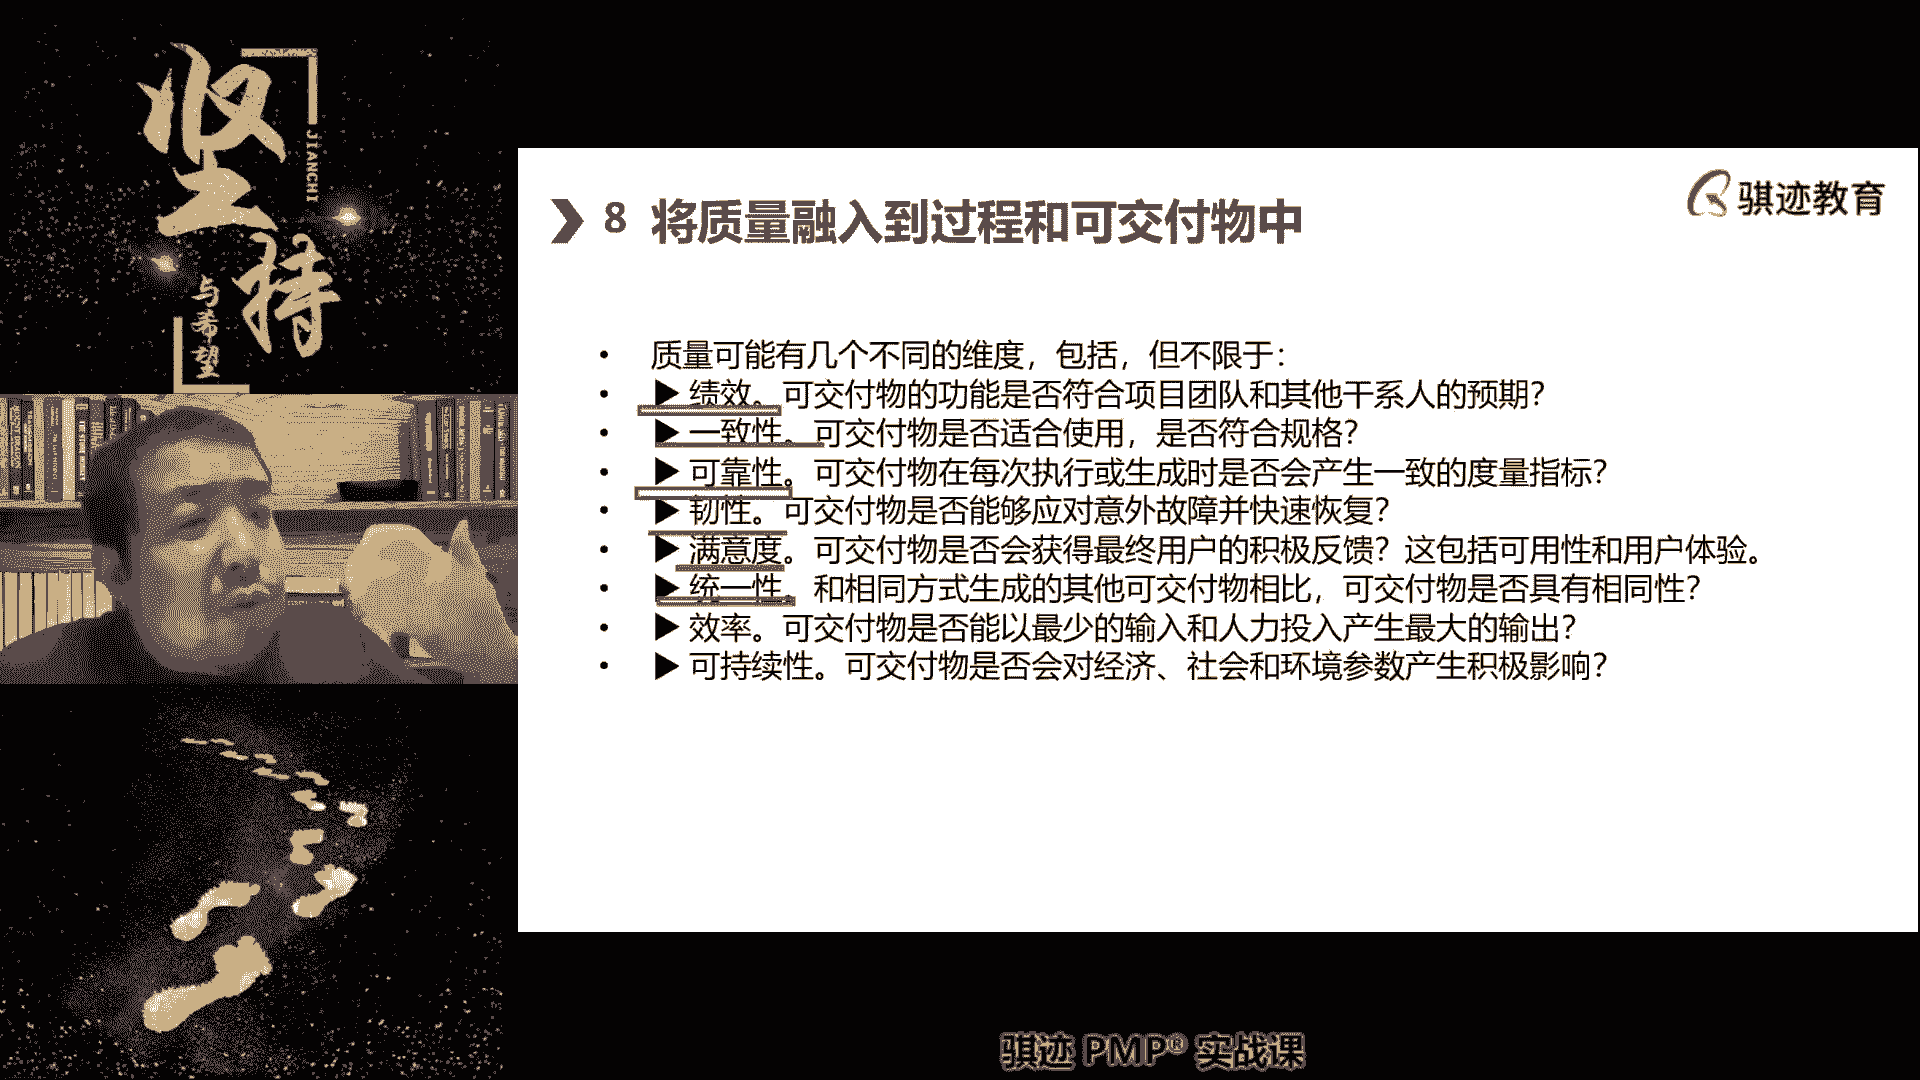 坚持
JIANCHI
与希望
骐迹教育
8 将质量融入到过程和可交付物中
• 质量可能有几个不同的维度，包括，但不限于：
• ▶ 绩效。可交付物的功能是否符合项目团队和其他干系人的预期？
• ▶ 一致性。可交付物是否适合使用，是否符合规格？
• ▶ 可靠性。可交付物在每次执行或生成时是否会产生一致的度量指标？
• ▶ 韧性。可交付物是否能够应对意外故障并快速恢复？
• ▶ 满意度。可交付物是否会获得最终用户的积极反馈？这包括可用性和用户体验。
• ▶ 统一性。和相同方式生成的其他可交付物相比，可交付物是否具有相同性？
• ▶ 效率。可交付物是否能以最少的输入和人力投入产生最大的输出？
• ▶ 可持续性。可交付物是否会对经济、社会和环境参数产生积极影响？
骐迹 PMP® 实战课